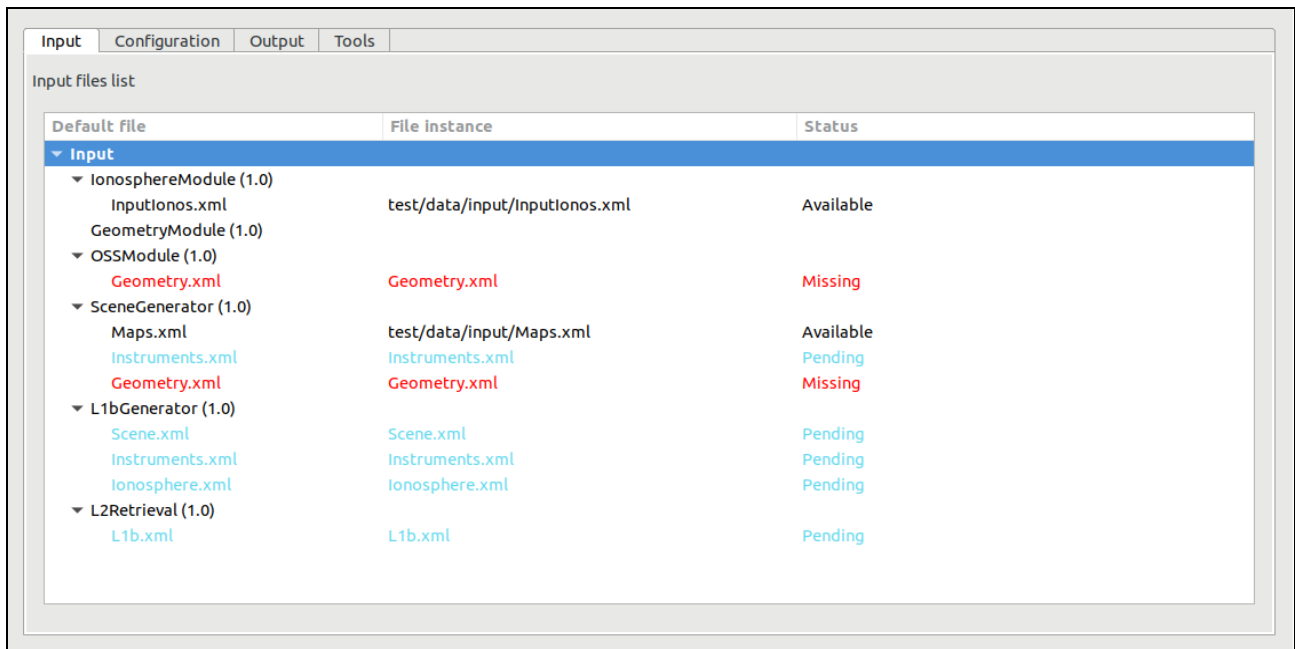 Input Configuration Output Tools
Input files list
Default file File instance Status
Input
IonosphereModule (1.0)
InputIonos.xml test/data/input/InputIonos.xml Available
GeometryModule (1.0)
OSSModule (1.0)
Geometry.xml Geometry.xml Missing
SceneGenerator (1.0)
Maps.xml test/data/input/Maps.xml Available
Instruments.xml Instruments.xml Pending
Geometry.xml Geometry.xml Missing
L1bGenerator (1.0)
Scene.xml Scene.xml Pending
Instruments.xml Instruments.xml Pending
Ionosphere.xml Ionosphere.xml Pending
L2Retrieval (1.0)
L1b.xml L1b.xml Pending